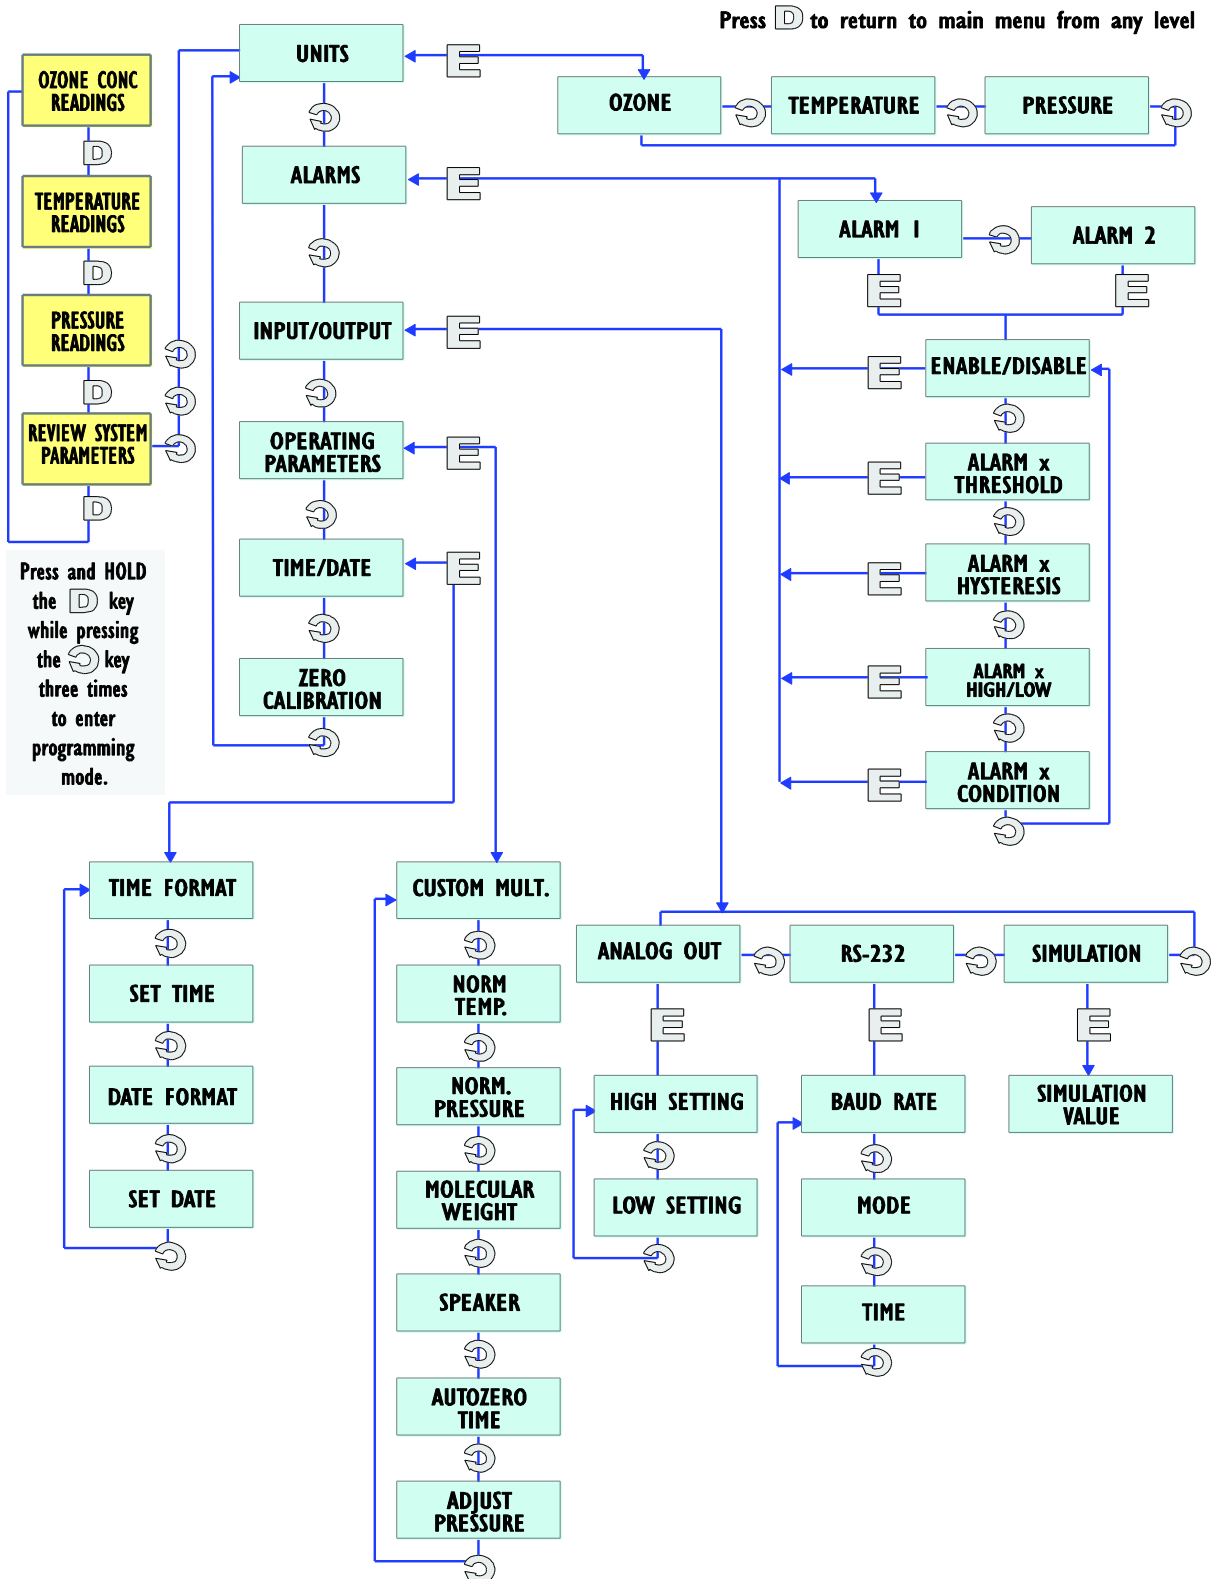 Press D to return to main menu from any level
OZONE CONC
READINGS
D
TEMPERATURE
READINGS
D
PRESSURE
READINGS
D
REVIEW SYSTEM
PARAMETERS
D
Press and HOLD
the D key
while pressing
the key
three times
to enter
programming
mode.
UNITS
E
OZONE
TEMPERATURE
PRESSURE
ALARMS
E
ALARM 1
ALARM 2
E
E
INPUT/OUTPUT
E
ENABLE/DISABLE
E
OPERATING
PARAMETERS
E
ALARM x
THRESHOLD
E
TIME/DATE
E
ALARM x
HYSTERESIS
E
ZERO
CALIBRATION
ALARM x
HIGH/LOW
E
ALARM x
CONDITION
E
TIME FORMAT
SET TIME
DATE FORMAT
SET DATE
CUSTOM MULT.
NORM
TEMP.
NORM.
PRESSURE
MOLECULAR
WEIGHT
SPEAKER
AUTOZERO
TIME
ADJUST
PRESSURE
ANALOG OUT
RS-232
SIMULATION
E
E
E
HIGH SETTING
LOW SETTING
BAUD RATE
MODE
TIME
SIMULATION
VALUE